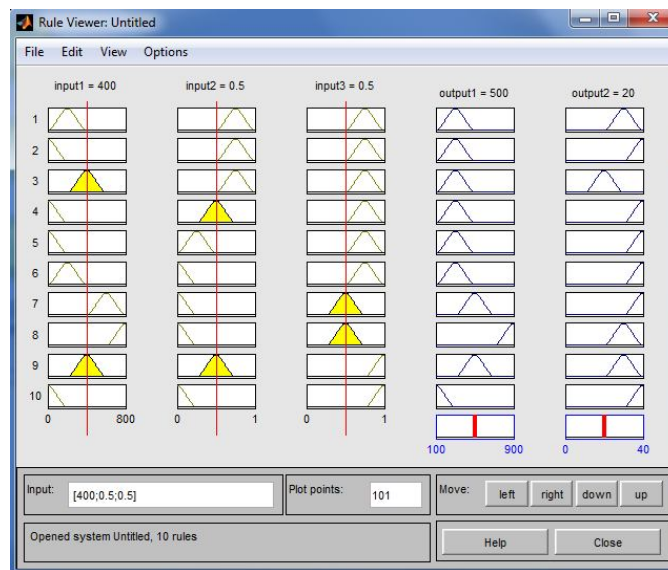 Rule Viewer: Untitled
File Edit View Options
input1 = 400 input2 = 0.5 input3 = 0.5 output1 = 500 output2 = 20
1
2
3
4
5
6
7
8
9
10
0 800 0 1 0 1
100 900 0 40
Input: [400;0.5;0.5] Plot points: 101 Move: left right down up
Opened system Untitled, 10 rules Help Close